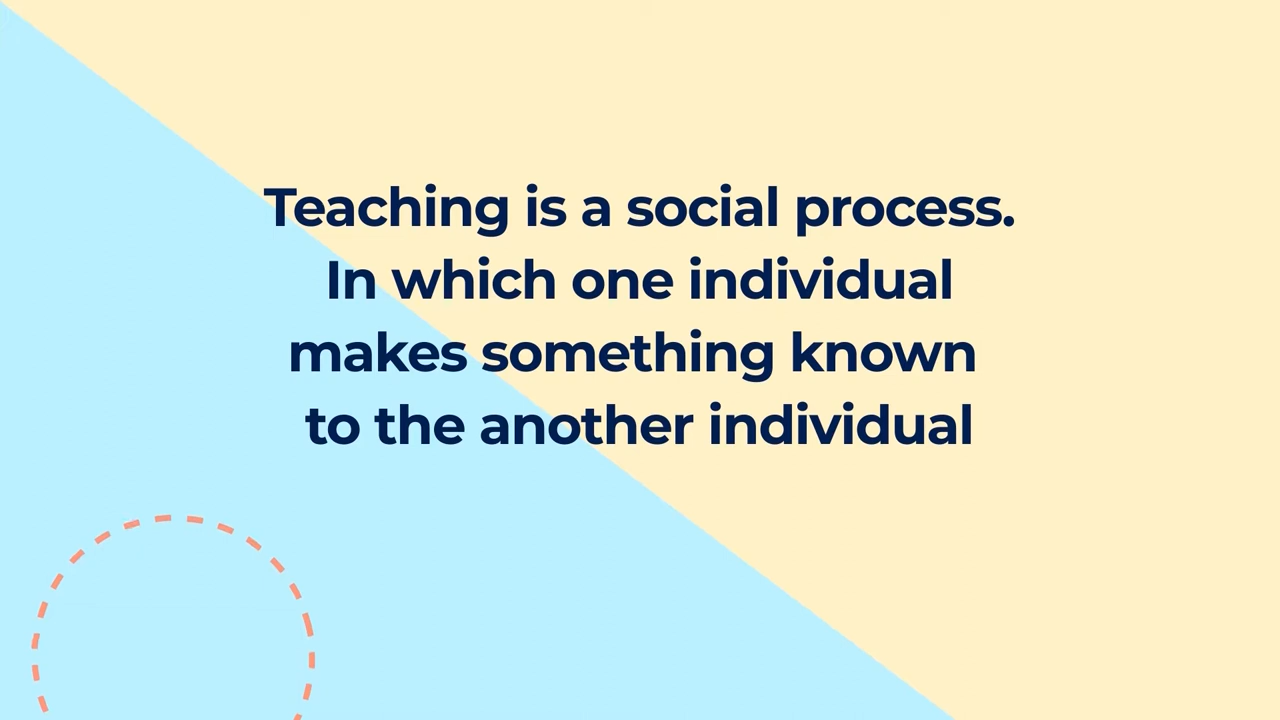 Teaching is a social process.
In which one individual
makes something known
to the another individual